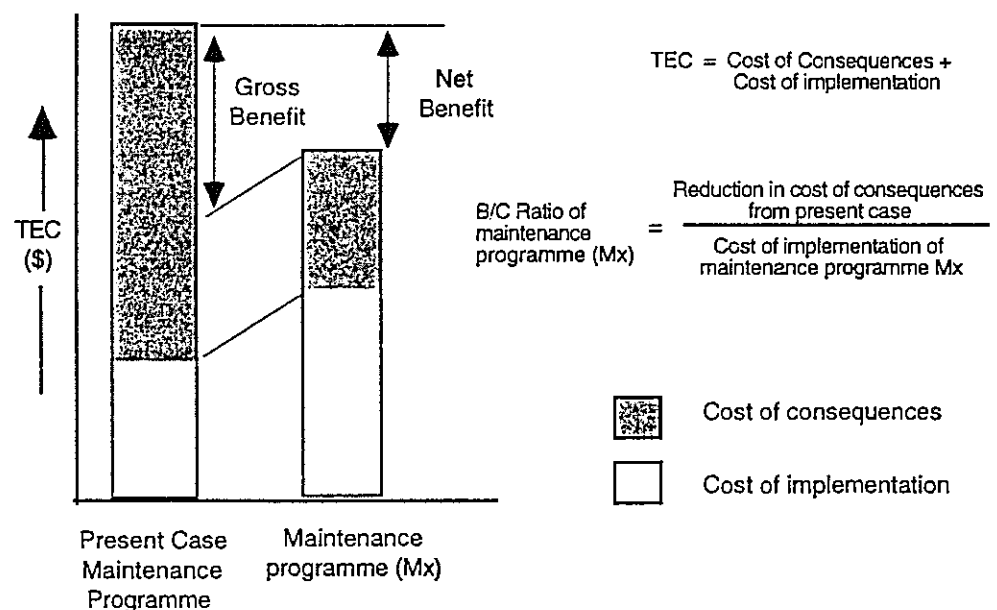 TEC
($)
Gross
Benefit
Net
Benefit
Present Case
Maintenance
Programme
Maintenance
programme (Mx)
TEC = Cost of Consequences +
Cost of implementation
B/C Ratio of
maintenance
programme (Mx)
=
Reduction in cost of consequences
from present case
Cost of implementation of
maintenance programme Mx
Cost of consequences
Cost of implementation